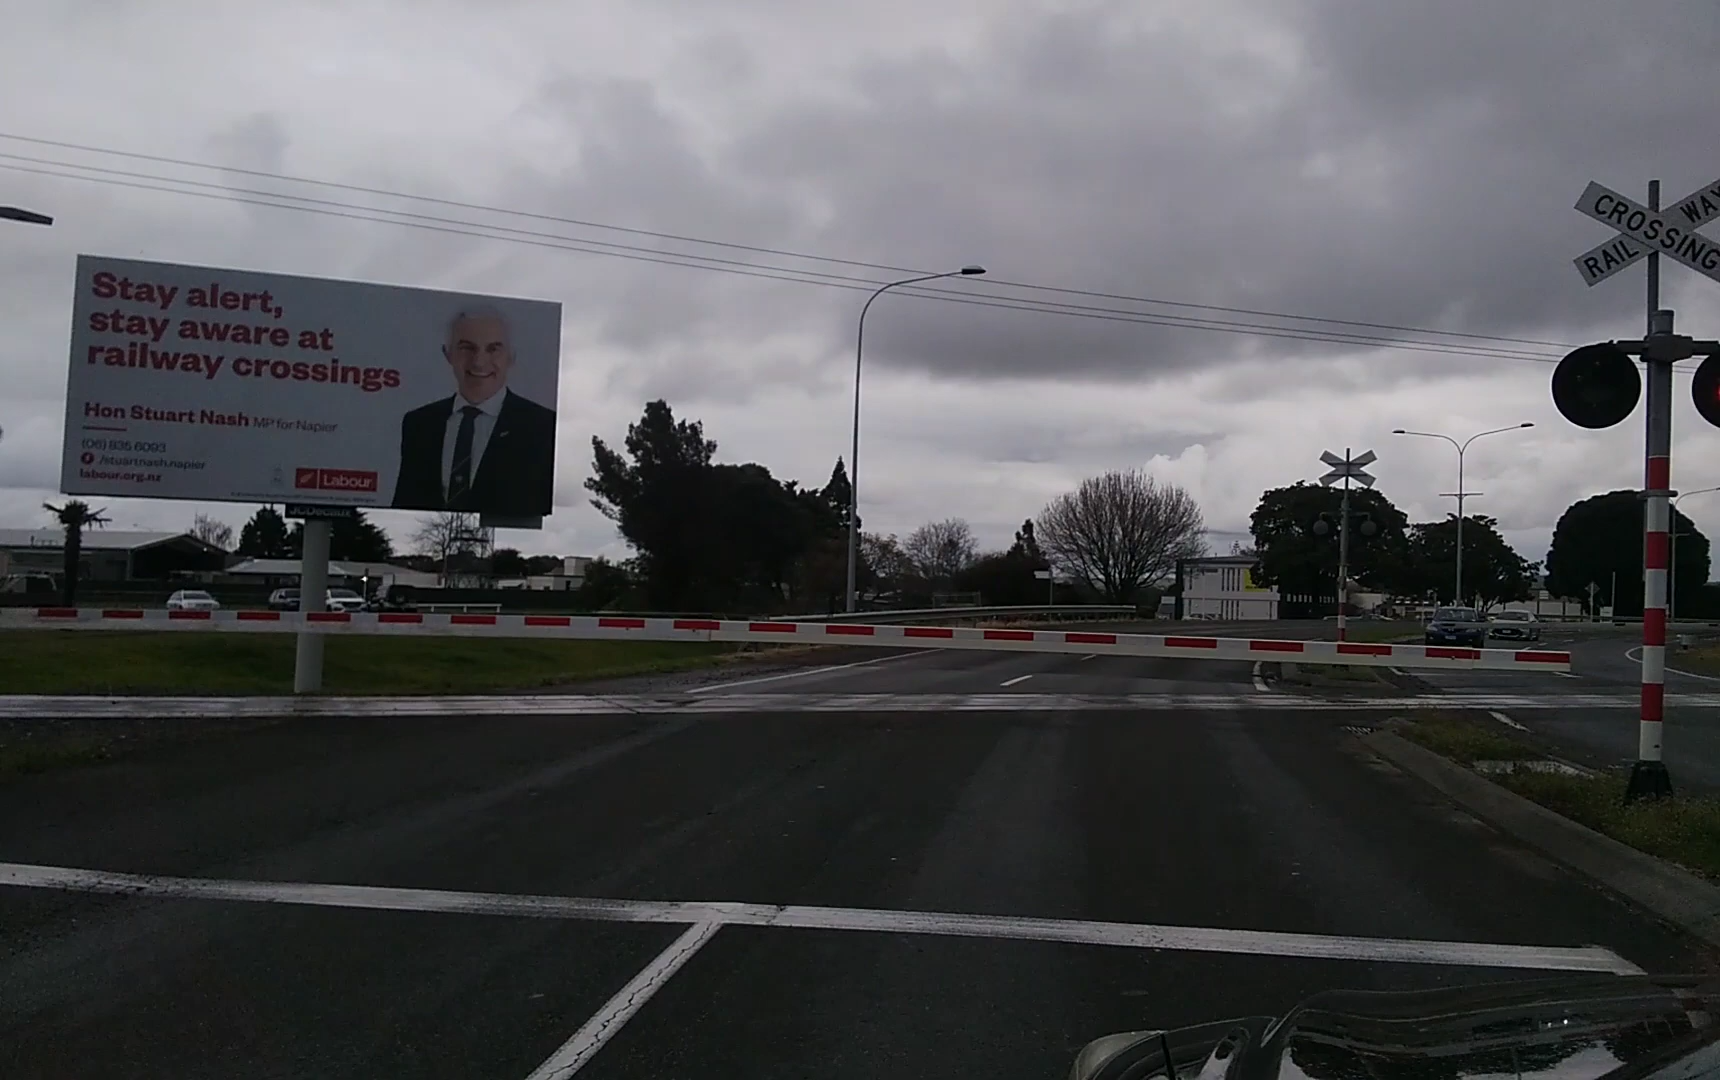 Stay alert,
stay aware at
railway crossings
Hon Stuart Nash MP for Napier
(06) 835 6093
/stuartnash.napier
labour.org.nz
Labour
JCDecaux
CROSSING
RAIL WAY